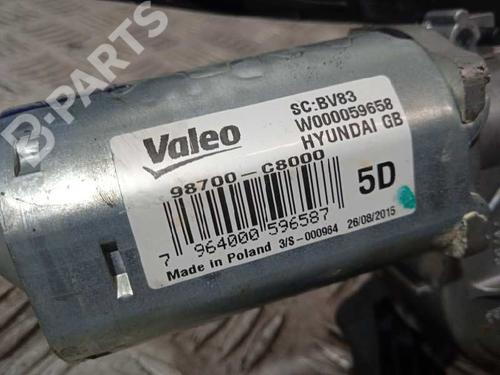 B-PARTS
Valeo
SC:BV83
W000059658
HYUNDAI GB
98700-C8000
5D
7 964000 596587
Made in Poland 3/S-000964 26/08/2015